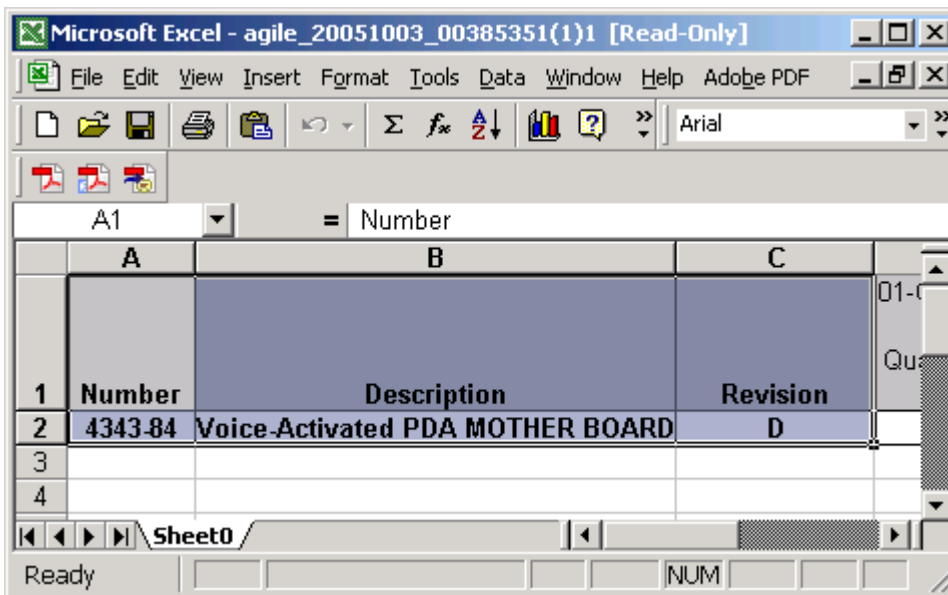 Microsoft Excel - agile_20051003_00385351(1)1 [Read-Only]
File Edit View Insert Format Tools Data Window Help Adobe PDF
Σ fx A Z ? » Arial »
A1 = Number
A B C
01-
1 Number Description Revision
2 4343-84 Voice-Activated PDA MOTHER BOARD D
3
4
Sheet0
Ready NUM